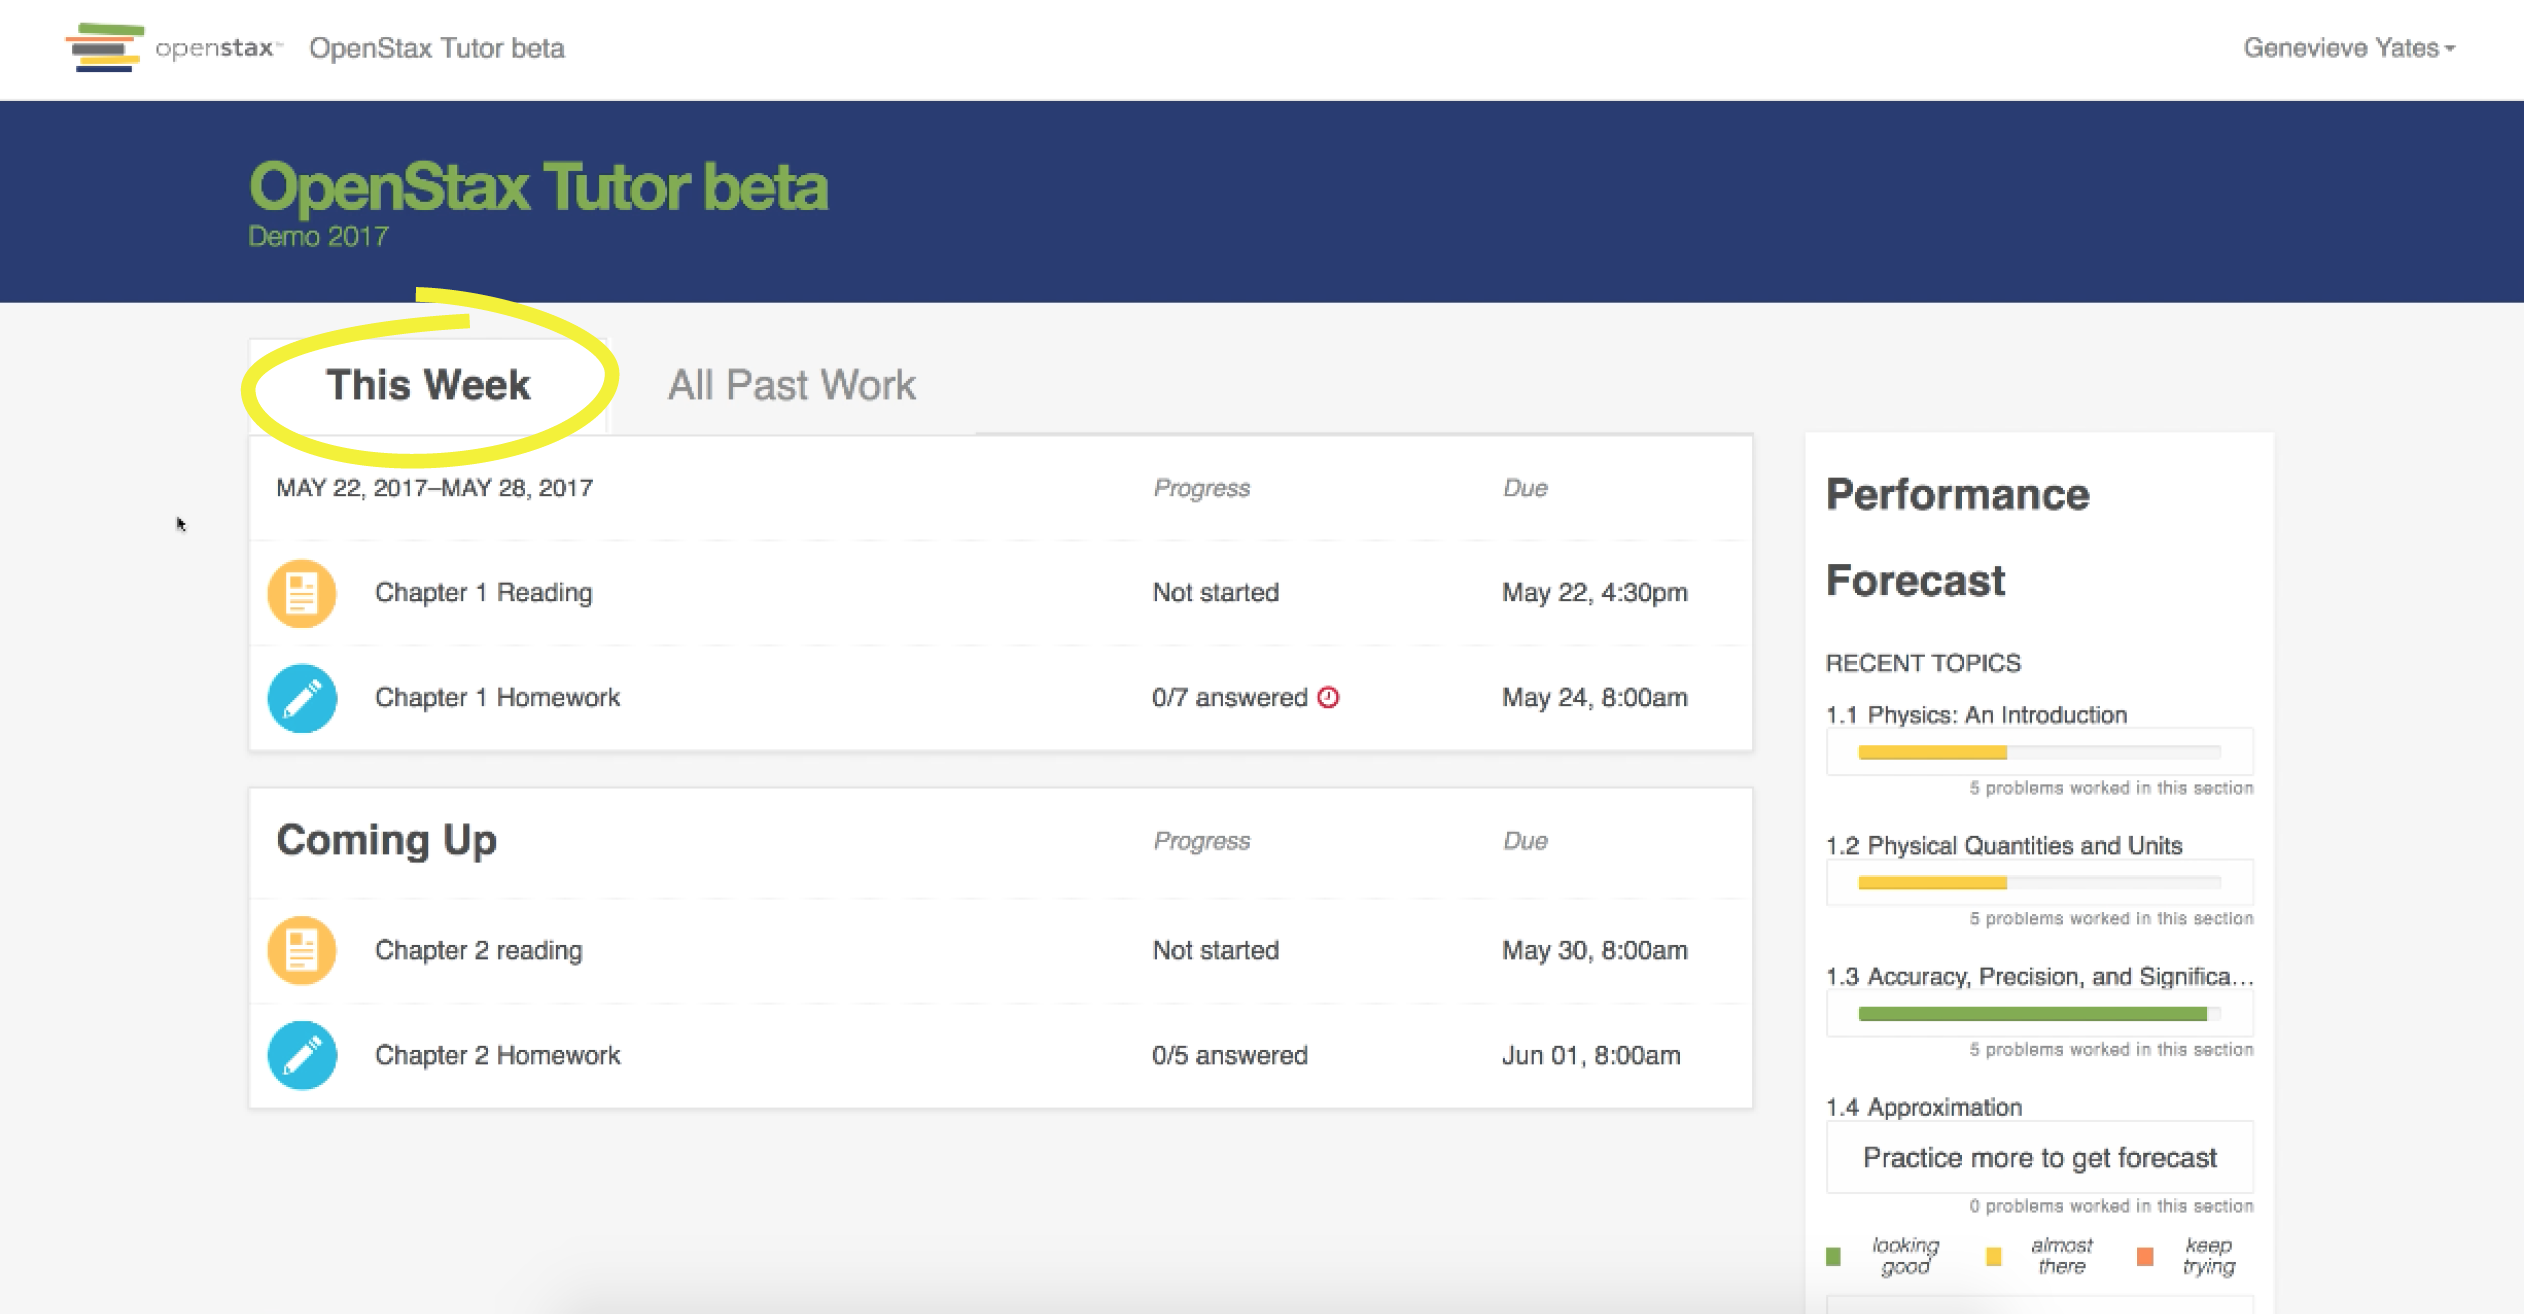 openstax™ OpenStax Tutor beta
Genevieve Yates
OpenStax Tutor beta
Demo 2017
This Week
All Past Work
MAY 22, 2017–MAY 28, 2017 Progress Due
Chapter 1 Reading Not started May 22, 4:30pm
Chapter 1 Homework 0/7 answered May 24, 8:00am
Coming Up Progress Due
Chapter 2 reading Not started May 30, 8:00am
Chapter 2 Homework 0/5 answered Jun 01, 8:00am
Performance
Forecast
RECENT TOPICS
1.1 Physics: An Introduction
5 problems worked in this section
1.2 Physical Quantities and Units
5 problems worked in this section
1.3 Accuracy, Precision, and Significa...
5 problems worked in this section
1.4 Approximation
Practice more to get forecast
0 problems worked in this section
looking good
almost there
keep trying